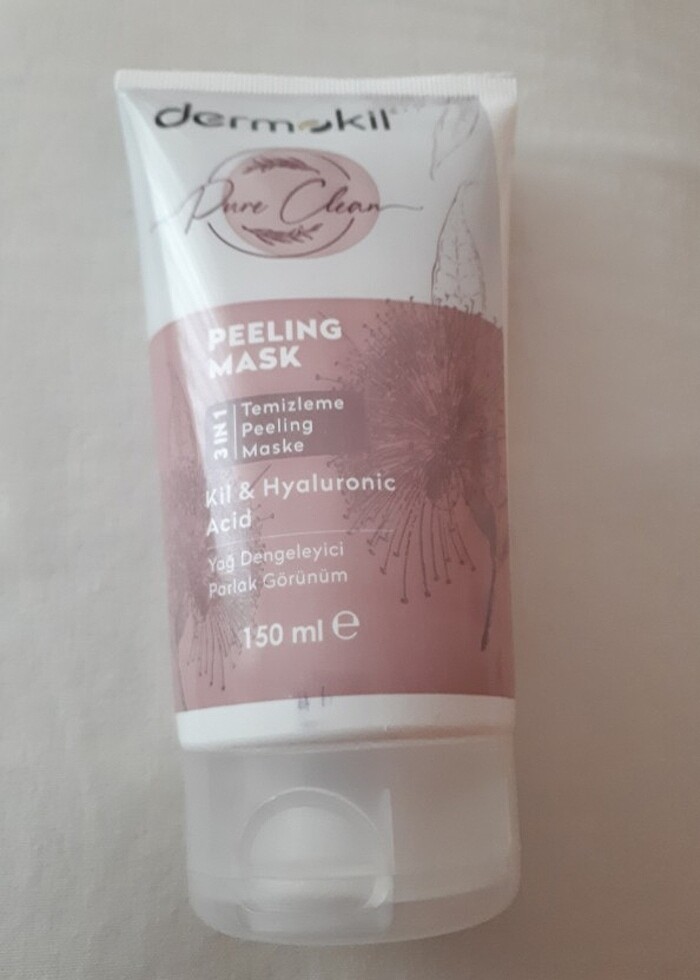 dermokil
Pure Clean
PEELING
MASK
3 IN 1
Temizleme
Peeling
Maske
Kil & Hyaluronic
Acid
Yağ Dengeleyici
Parlak Görünüm
150 ml e